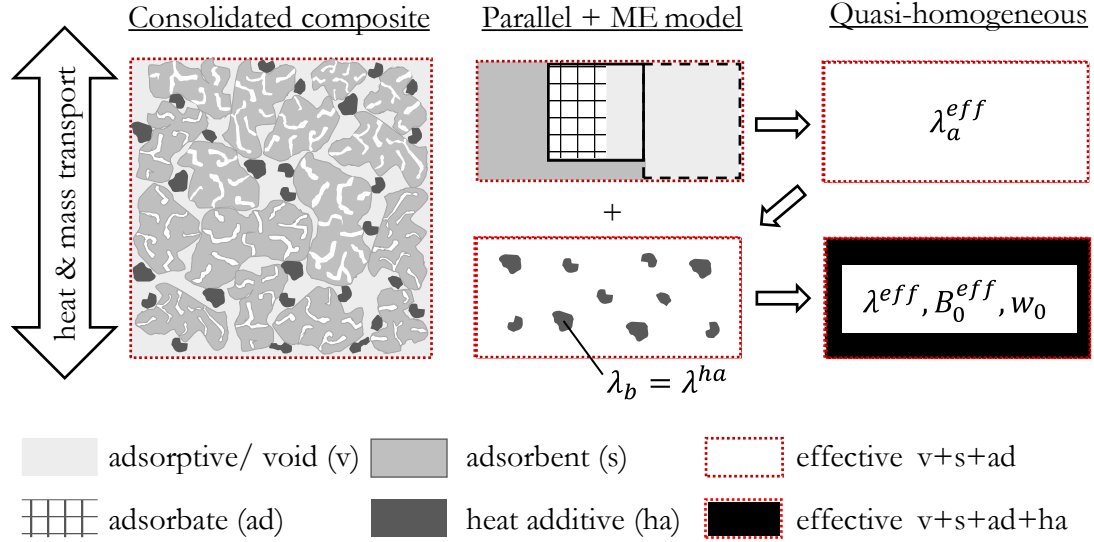 Consolidated composite
Parallel + ME model
Quasi-homogeneous
heat & mass transport
λ_a^{eff}
+
λ_b = λ^{ha}
λ^{eff}, B_0^{eff}, w_0
adsorptive/ void (v)
adsorbent (s)
effective v+s+ad
adsorbate (ad)
heat additive (ha)
effective v+s+ad+ha